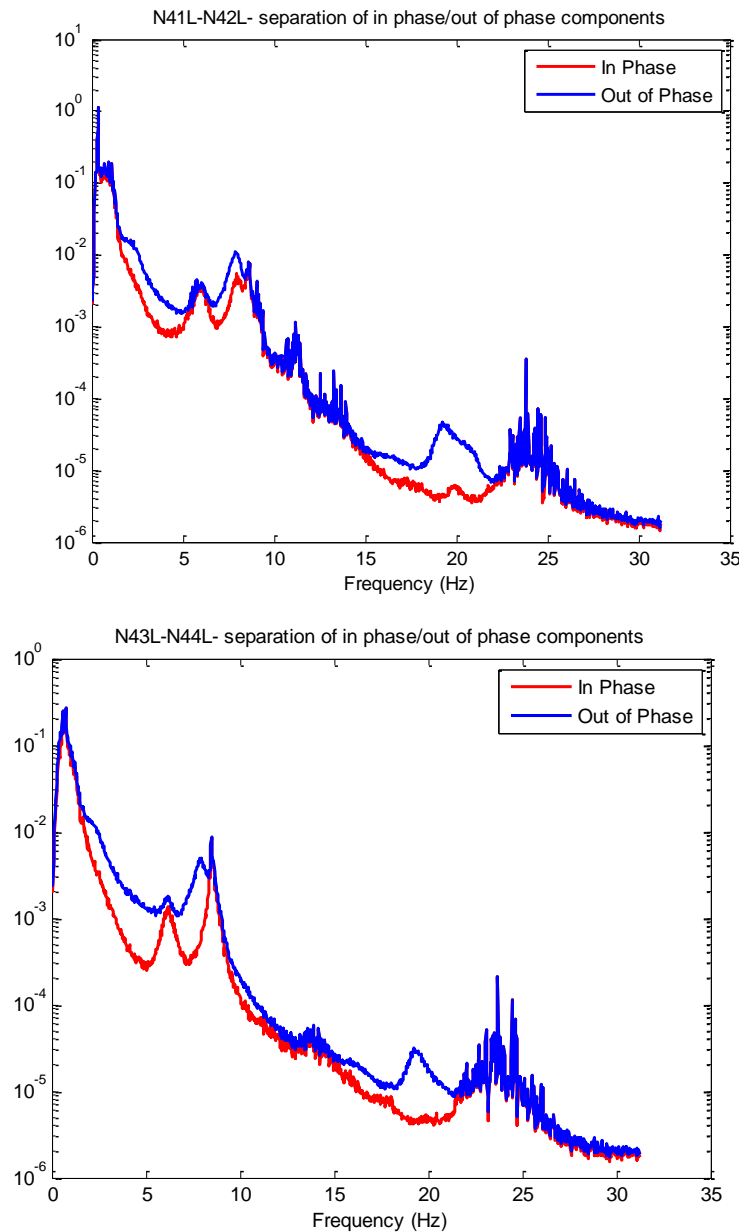 N41L-N42L- separation of in phase/out of phase components
10^1
10^0
10^-1
10^-2
10^-3
10^-4
10^-5
10^-6
In Phase
Out of Phase
0 5 10 15 20 25 30 35
Frequency (Hz)
N43L-N44L- separation of in phase/out of phase components
10^0
10^-1
10^-2
10^-3
10^-4
10^-5
10^-6
In Phase
Out of Phase
0 5 10 15 20 25 30 35
Frequency (Hz)